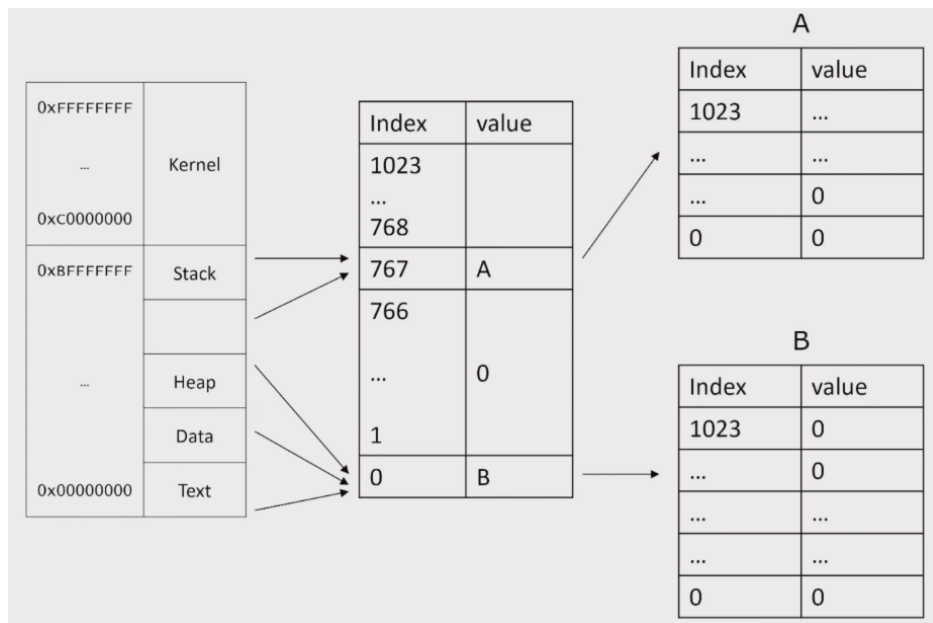 0xFFFFFFFF
...
Kernel
0xC0000000
0xBFFFFFFF
Stack
...
Heap
Data
0x00000000
Text
Index value
1023
...
768
767 A
766
... 0
1
0 B
A
Index value
1023 ...
... ...
... 0
0 0
B
Index value
1023 0
... 0
... ...
... ...
0 0